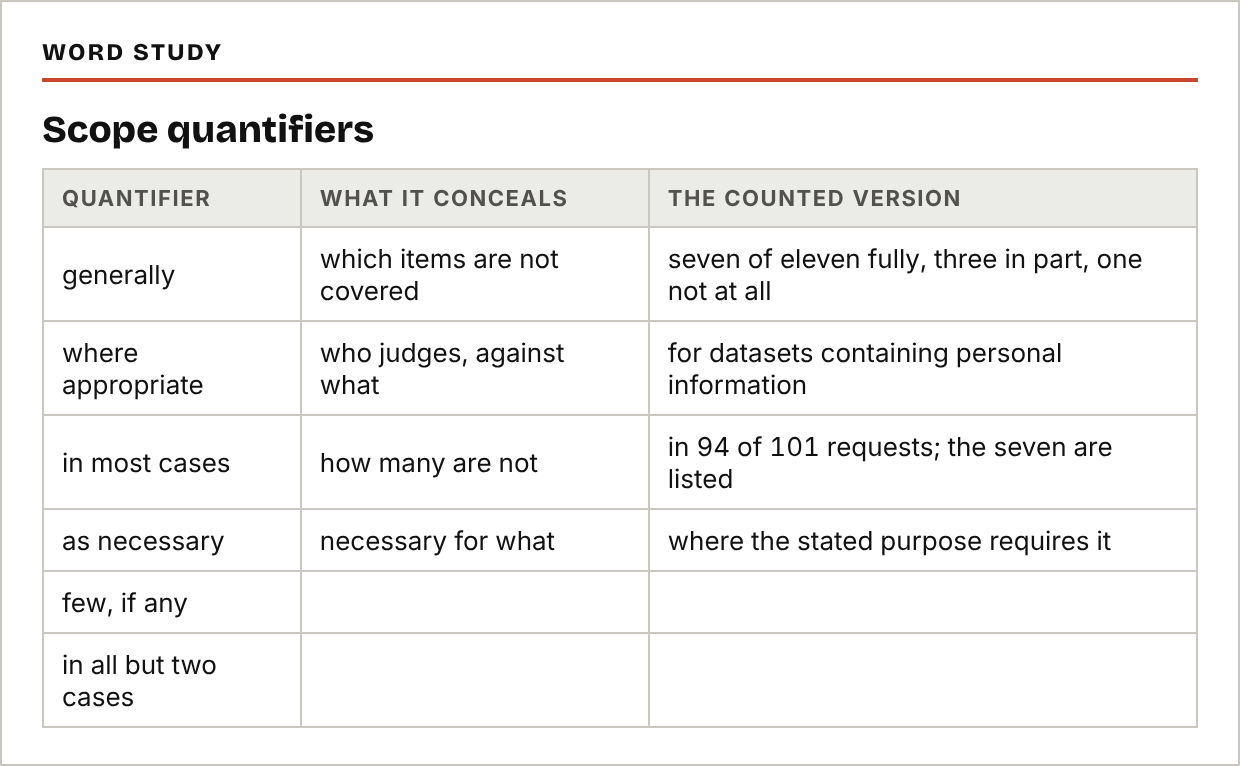 WORD STUDY
Scope quantifiers
QUANTIFIER
WHAT IT CONCEALS
THE COUNTED VERSION
generally
which items are not
covered
seven of eleven fully, three in part, one
not at all
where
appropriate
who judges, against
what
for datasets containing personal
information
in most cases
how many are not
in 94 of 101 requests; the seven are
listed
as necessary
necessary for what
where the stated purpose requires it
few, if any
in all but two
cases